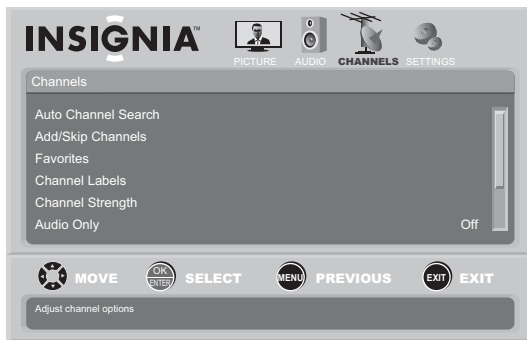 INSIGNIA™
PICTURE AUDIO CHANNELS SETTINGS
Channels
Auto Channel Search
Add/Skip Channels
Favorites
Channel Labels
Channel Strength
Audio Only Off
MOVE OK ENTER SELECT MENU PREVIOUS EXIT EXIT
Adjust channel options